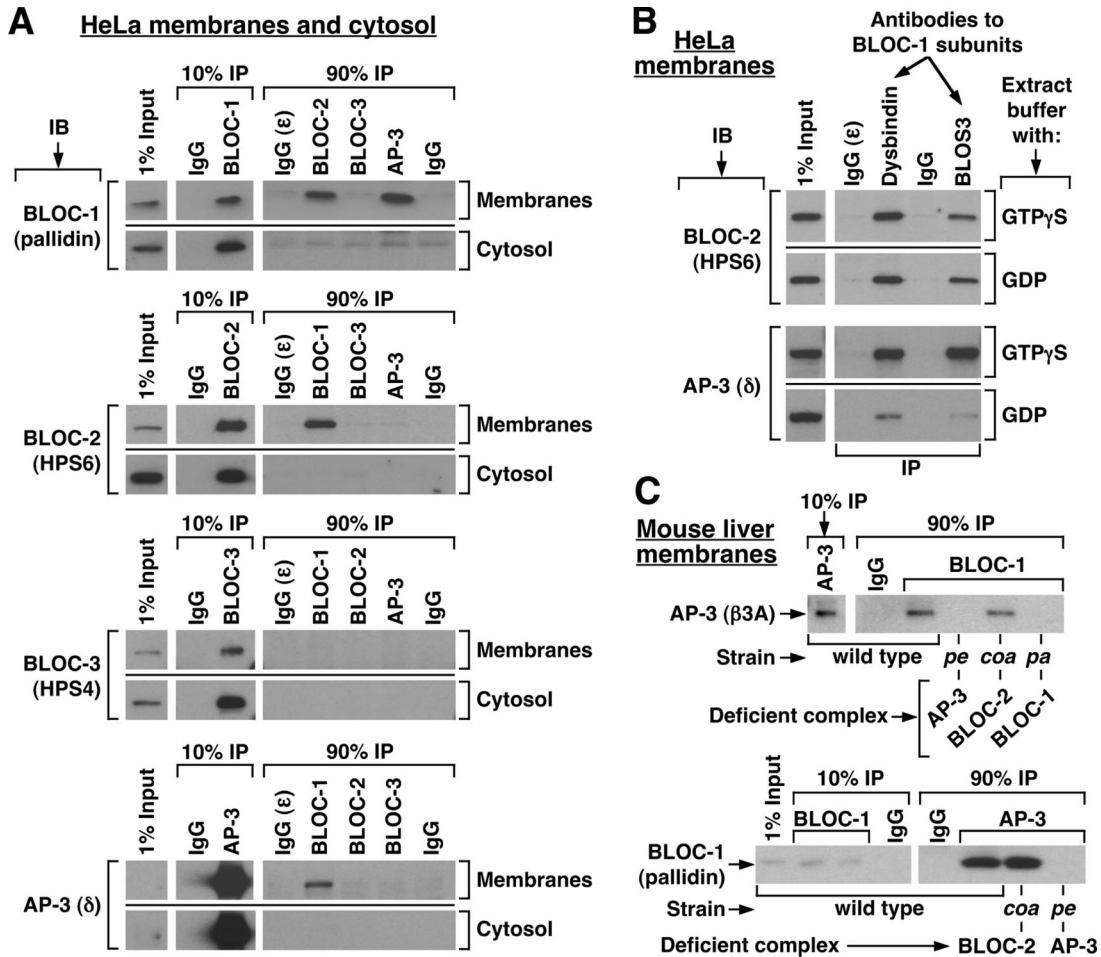 A
HeLa membranes and cytosol
10% IP
90% IP
IB
1% Input
IgG
BLOC-1
IgG (ε)
BLOC-2
BLOC-3
AP-3
IgG
BLOC-1
(pallidin)
Membranes
Cytosol
10% IP
90% IP
1% Input
IgG
BLOC-2
IgG (ε)
BLOC-1
BLOC-3
AP-3
IgG
BLOC-2
(HPS6)
Membranes
Cytosol
10% IP
90% IP
1% Input
IgG
BLOC-3
IgG (ε)
BLOC-1
BLOC-2
AP-3
IgG
BLOC-3
(HPS4)
Membranes
Cytosol
10% IP
90% IP
1% Input
IgG
AP-3
IgG (ε)
BLOC-1
BLOC-2
BLOC-3
IgG
AP-3 (δ)
Membranes
Cytosol
B
HeLa
membranes
Antibodies to
BLOC-1 subunits
Extract
buffer
with:
IB
1% Input
IgG (ε)
Dysbindin
IgG
BLOS3
BLOC-2
(HPS6)
GTPγS
GDP
AP-3 (δ)
GTPγS
GDP
IP
C
Mouse liver
membranes
10% IP
90% IP
AP-3
IgG
BLOC-1
AP-3 (β3A)
Strain
wild type
pe
coa
pa
Deficient complex
AP-3
BLOC-2
BLOC-1
1% Input
10% IP
90% IP
BLOC-1
IgG
IgG
AP-3
BLOC-1
(pallidin)
Strain
wild type
coa
pe
Deficient complex
BLOC-2
AP-3